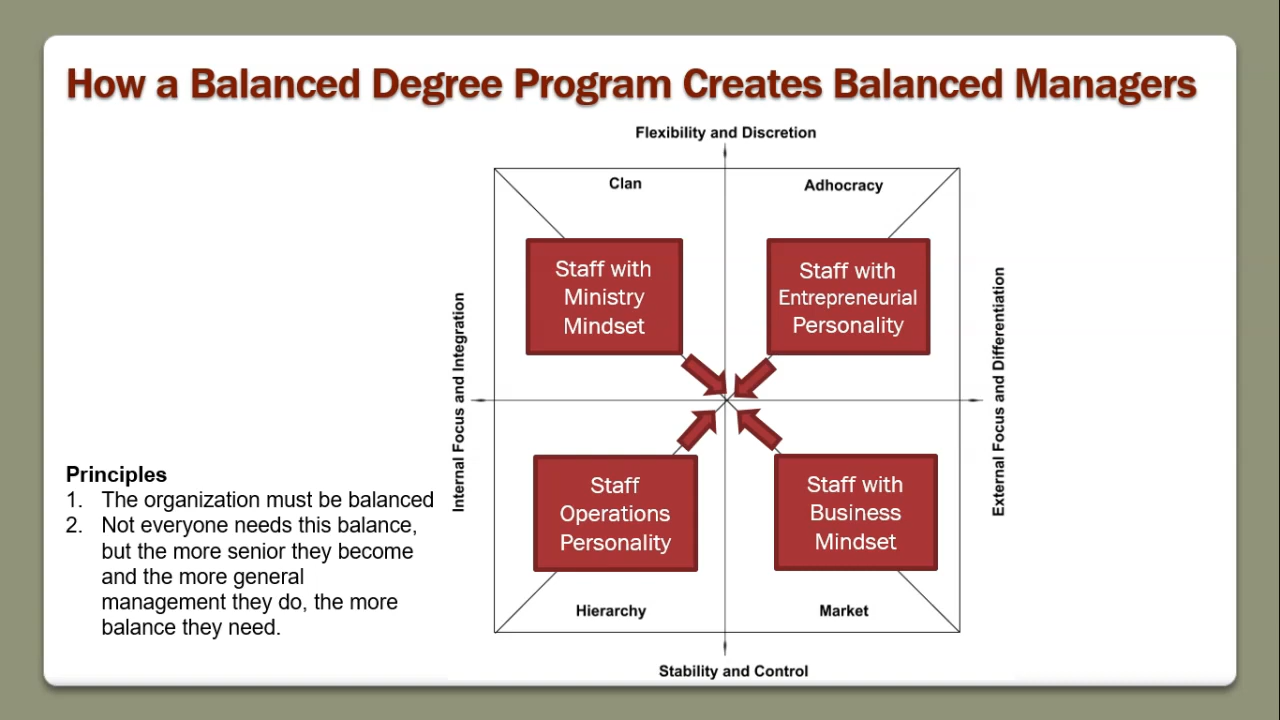 How a Balanced Degree Program Creates Balanced Managers
Flexibility and Discretion
Clan
Adhocracy
Staff with
Ministry
Mindset
Staff with
Entrepreneurial
Personality
Internal Focus and Integration
External Focus and Differentiation
Principles
1. The organization must be balanced
2. Not everyone needs this balance,
but the more senior they become
and the more general
management they do, the more
balance they need.
Staff
Operations
Personality
Staff with
Business
Mindset
Hierarchy
Market
Stability and Control